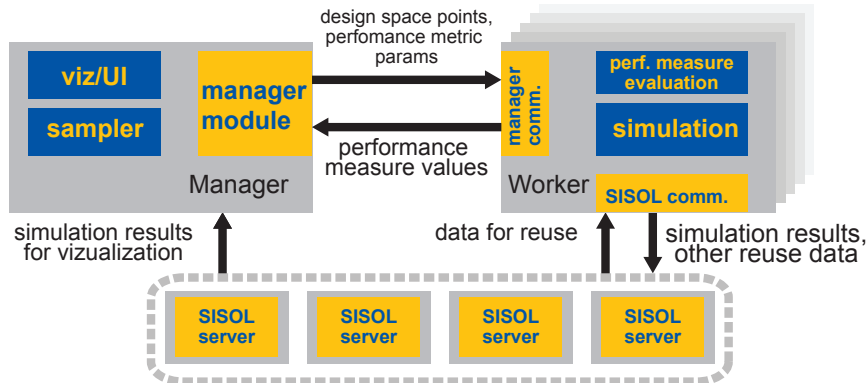 design space points,
perfomance metric
params
viz/UI
sampler
manager
module
Manager
performance
measure values
manager
comm.
perf. measure
evaluation
simulation
Worker
SISOL comm.
simulation results
for vizualization
data for reuse
simulation results,
other reuse data
SISOL
server
SISOL
server
SISOL
server
SISOL
server